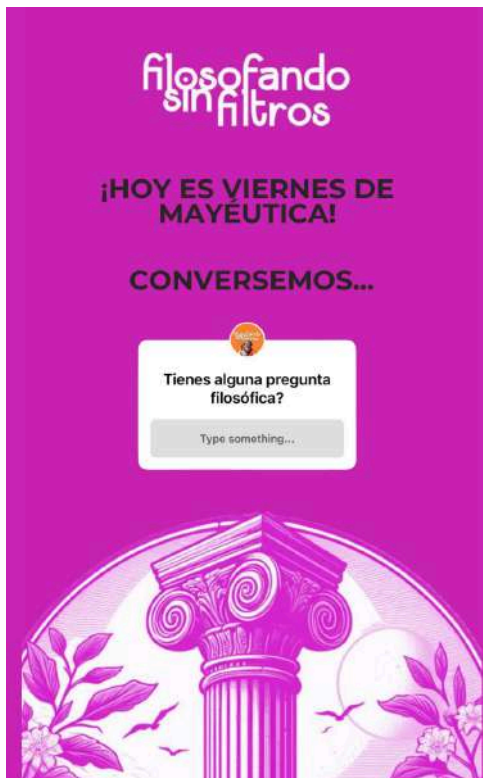 filosofando
sin filtros
¡HOY ES VIERNES DE
MAYÉUTICA!
CONVERSEMOS...
Tienes alguna pregunta
filosófica?
Type something...